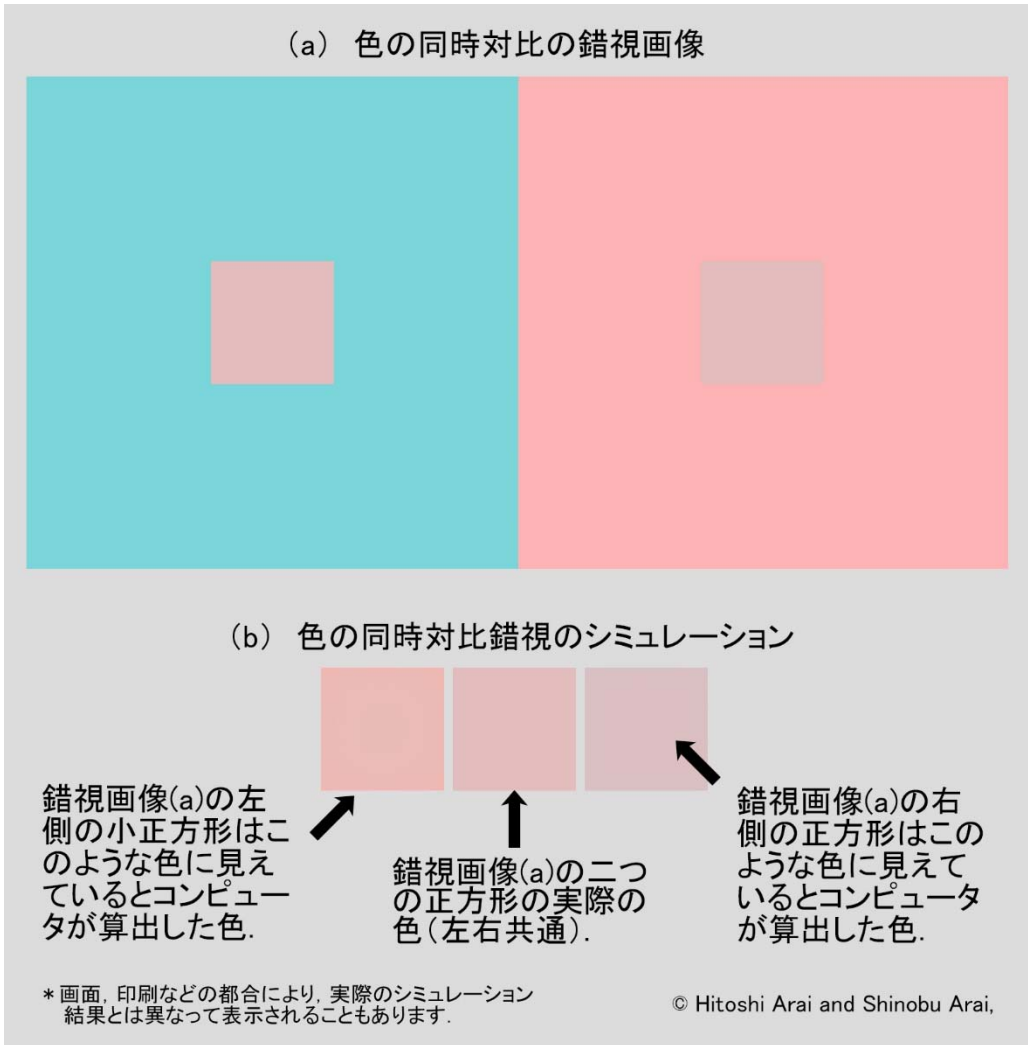 (a) 色の同時対比の錯視画像
(b) 色の同時対比錯視のシミュレーション
錯視画像(a)の左
側の小正方形はこ
のような色に見え
ているとコンピュー
タが算出した色.
錯視画像(a)の二つ
の正方形の実際の
色(左右共通).
錯視画像(a)の右
側の正方形はこの
ような色に見えて
いるとコンピュータ
が算出した色.
*画面, 印刷などの都合により, 実際のシミュレーション
結果とは異なって表示されることもあります.
© Hitoshi Arai and Shinobu Arai,